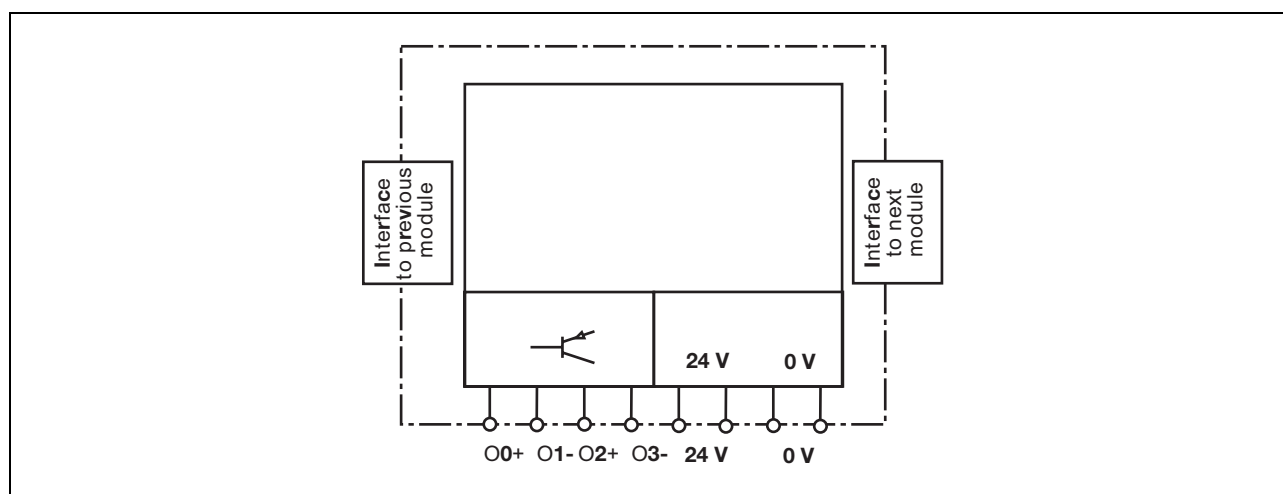 Interface
to previous
module
Interface
to next
module
24 V 0 V
O0+ O1- O2+ O3- 24 V 0 V